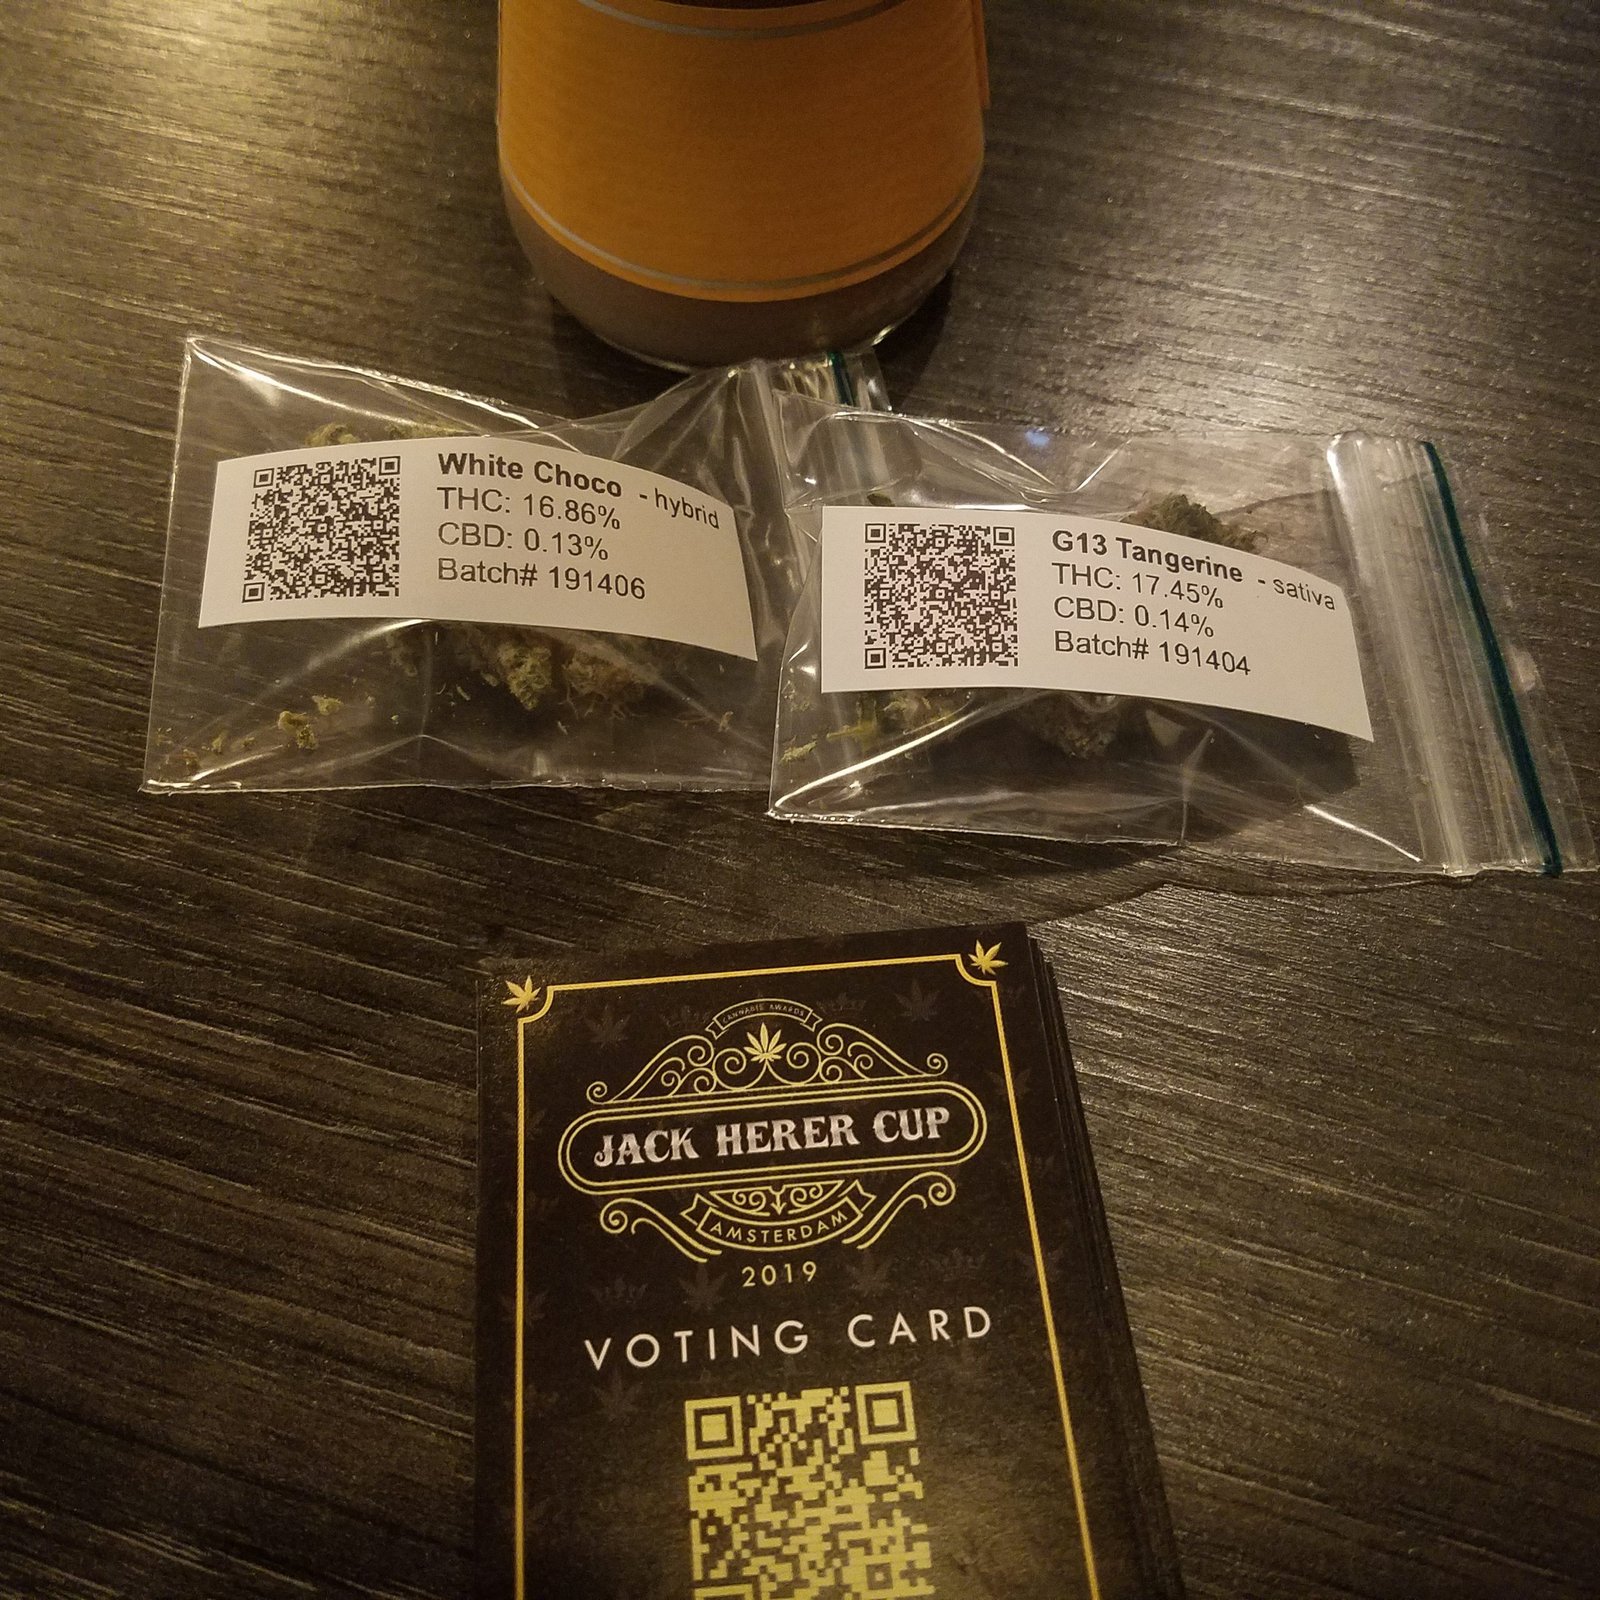 White Choco - hybrid
THC: 16.86%
CBD: 0.13%
Batch# 191406
G13 Tangerine - sativa
THC: 17.45%
CBD: 0.14%
Batch# 191404
CANNABIS AWARDS
JACK HERER CUP
AMSTERDAM
2019
VOTING CARD